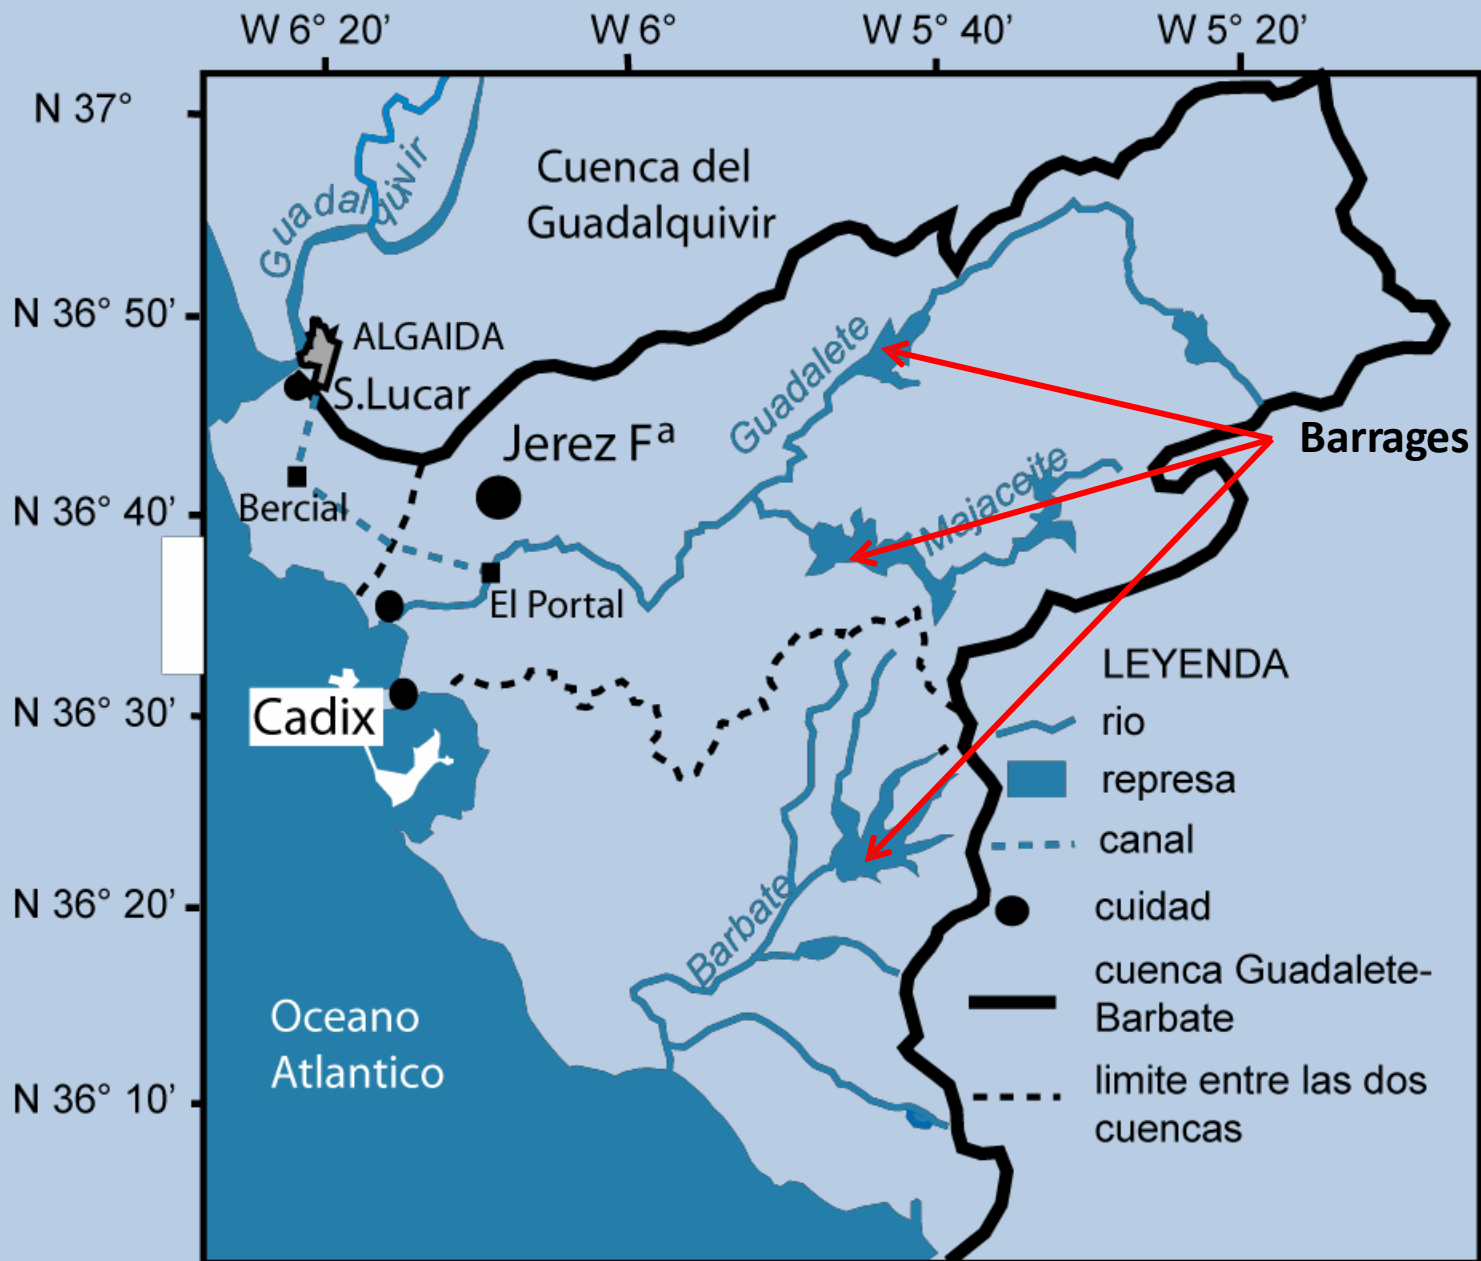 W 6° 20’
W 6°
W 5° 40’
W 5° 20’
N 37°
N 36° 50’
N 36° 40’
N 36° 30’
N 36° 20’
N 36° 10’
Guadalquivir
Cuenca del
Guadalquivir
ALGAIDA
S.Lucar
Jerez Fª
Guadalete
Barrages
Bercial
Majaceite
El Portal
Cadix
Barbate
Oceano
Atlantico
LEYENDA
rio
represa
canal
cuidad
cuenca Guadalete-
Barbate
limite entre las dos
cuencas